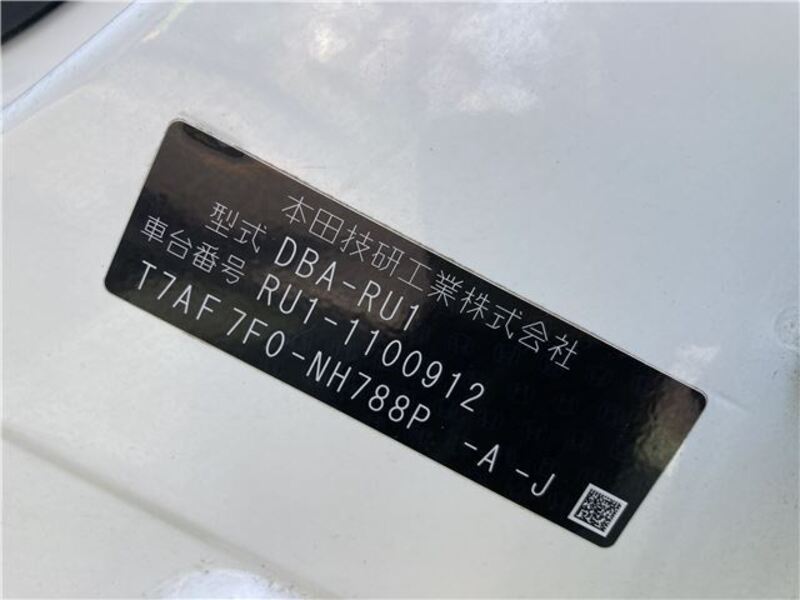 本田技研工業株式会社
型式 DBA-RU1
車台番号 RU1-1100912
T7AF 7F0-NH788P -A -J